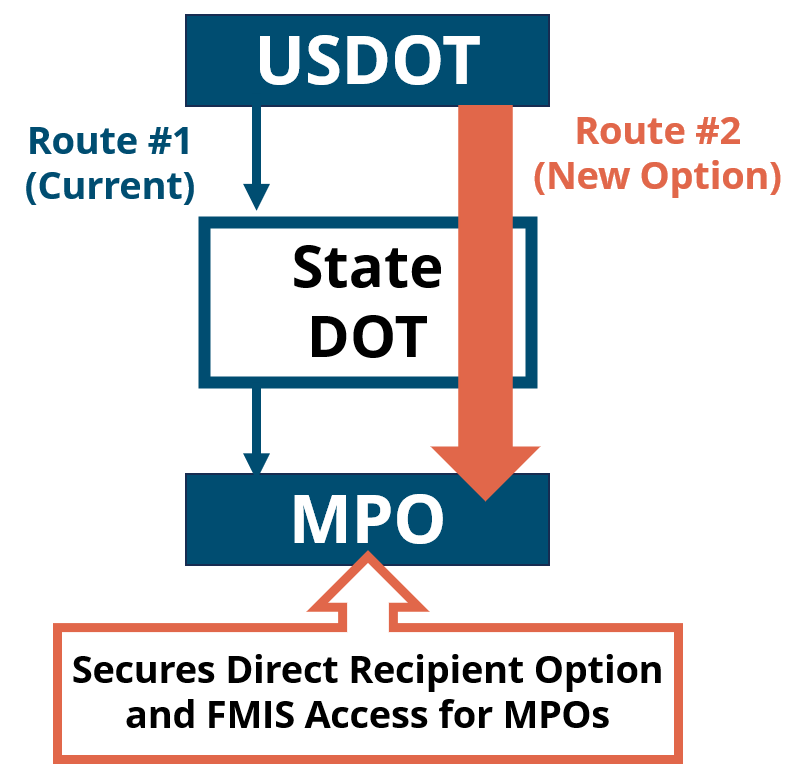 USDOT
Route #1
(Current)
Route #2
(New Option)
State
DOT
MPO
Secures Direct Recipient Option
and FMIS Access for MPOs